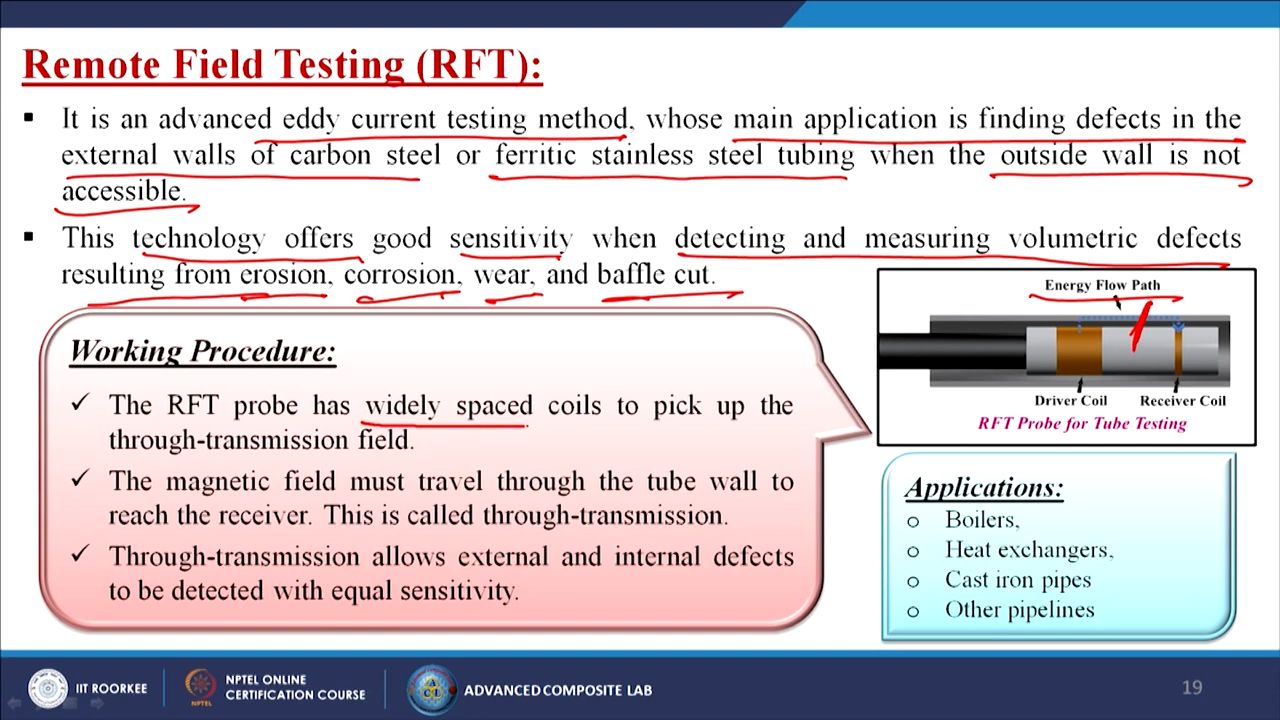 Remote Field Testing (RFT):
▪ It is an advanced eddy current testing method, whose main application is finding defects in the
external walls of carbon steel or ferritic stainless steel tubing when the outside wall is not
accessible.
▪ This technology offers good sensitivity when detecting and measuring volumetric defects
resulting from erosion, corrosion, wear, and baffle cut.
Working Procedure:
✓ The RFT probe has widely spaced coils to pick up the
through-transmission field.
✓ The magnetic field must travel through the tube wall to
reach the receiver. This is called through-transmission.
✓ Through-transmission allows external and internal defects
to be detected with equal sensitivity.
Energy Flow Path
Driver Coil Receiver Coil
RFT Probe for Tube Testing
Applications:
o Boilers,
o Heat exchangers,
o Cast iron pipes
o Other pipelines
IIT ROORKEE
NPTEL
NPTEL ONLINE
CERTIFICATION COURSE
ADVANCED COMPOSITE LAB
19